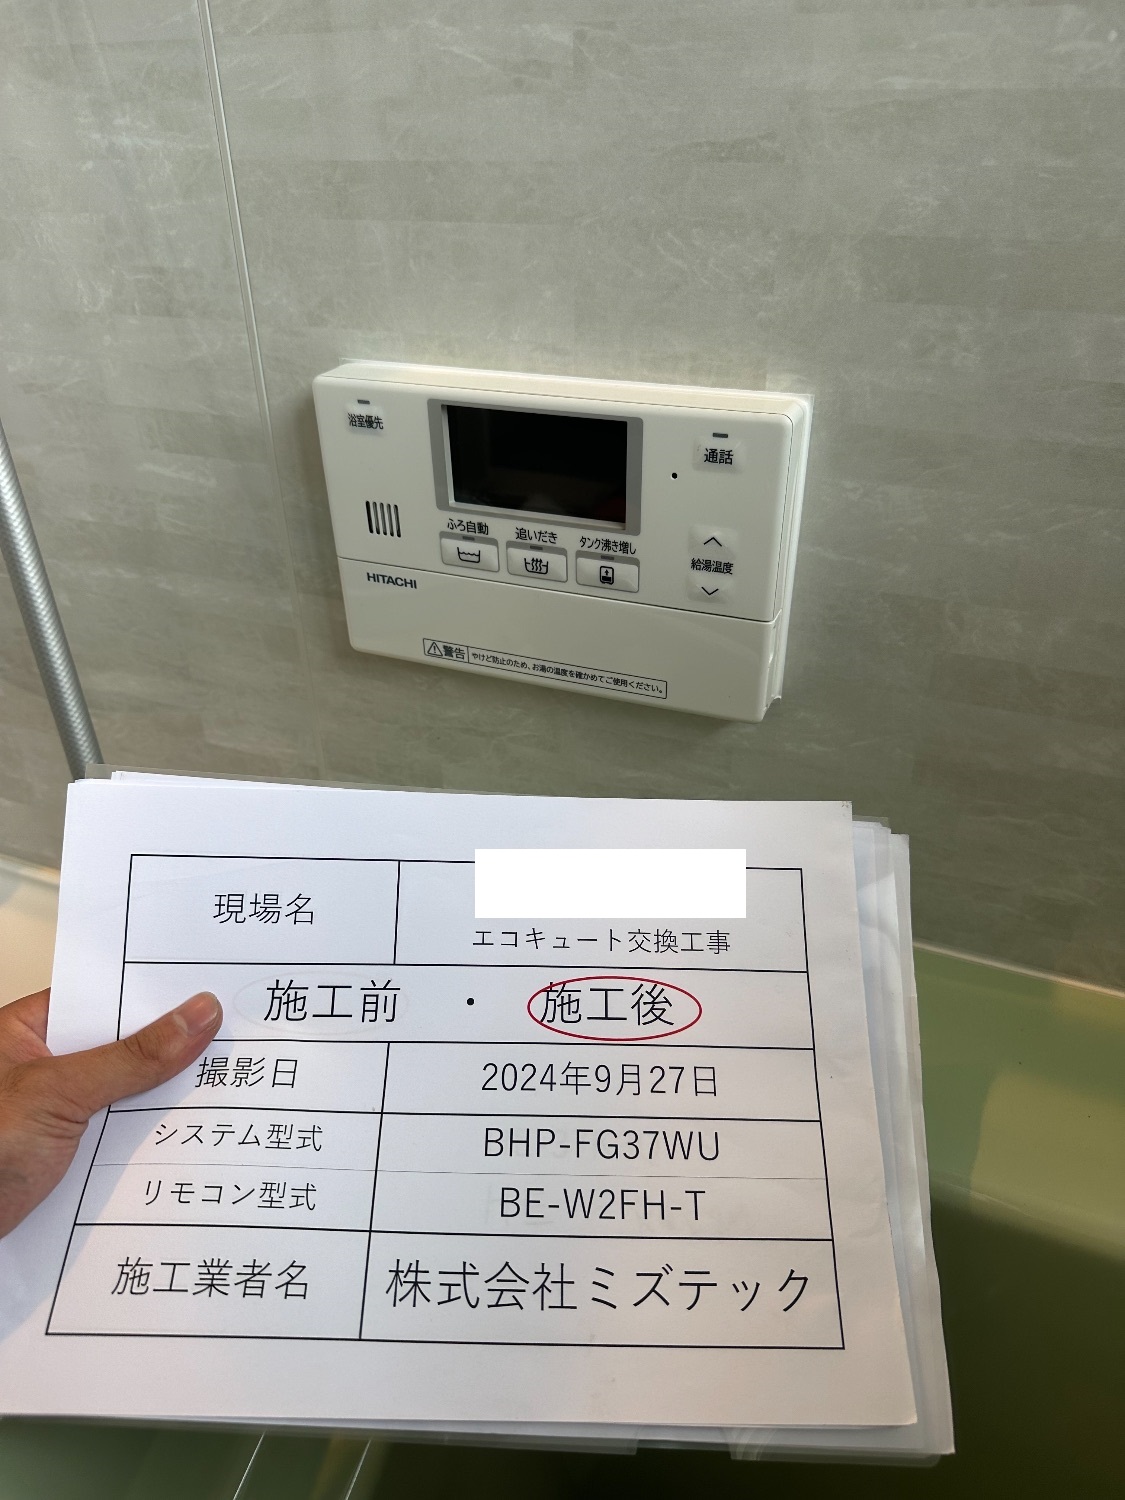 浴室優先
通話
ふろ自動
追いだき
タンク沸き増し
給湯温度
HITACHI
警告 やけど防止のため、お湯の温度を確かめてご使用ください。
現場名
エコキュート交換工事
施工前 ・ 施工後
撮影日 2024年9月27日
システム型式 BHP-FG37WU
リモコン型式 BE-W2FH-T
施工業者名 株式会社ミズテック